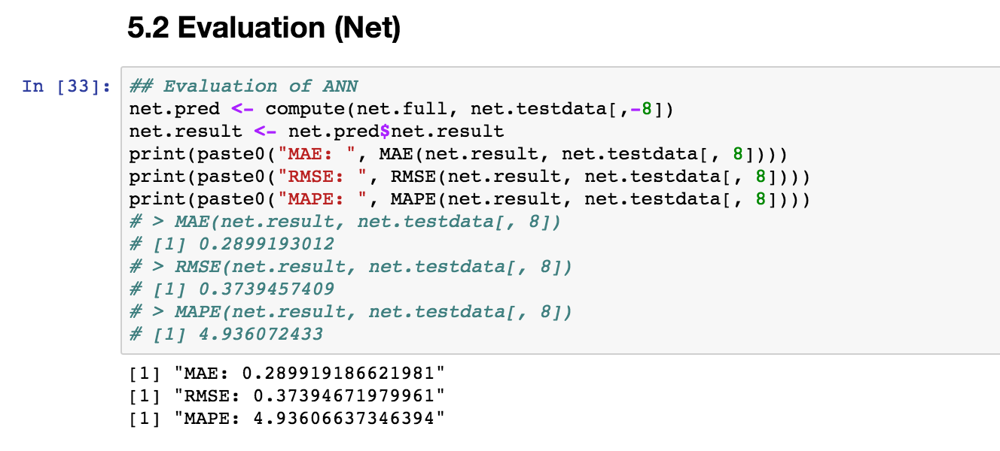 5.2 Evaluation (Net)
In [33]:
## Evaluation of ANN
net.pred <- compute(net.full, net.testdata[,-8])
net.result <- net.pred$net.result
print(paste0("MAE: ", MAE(net.result, net.testdata[, 8])))
print(paste0("RMSE: ", RMSE(net.result, net.testdata[, 8])))
print(paste0("MAPE: ", MAPE(net.result, net.testdata[, 8])))
# > MAE(net.result, net.testdata[, 8])
# [1] 0.2899193012
# > RMSE(net.result, net.testdata[, 8])
# [1] 0.3739457409
# > MAPE(net.result, net.testdata[, 8])
# [1] 4.936072433
[1] "MAE: 0.289919186621981"
[1] "RMSE: 0.37394671979961"
[1] "MAPE: 4.93606637346394"